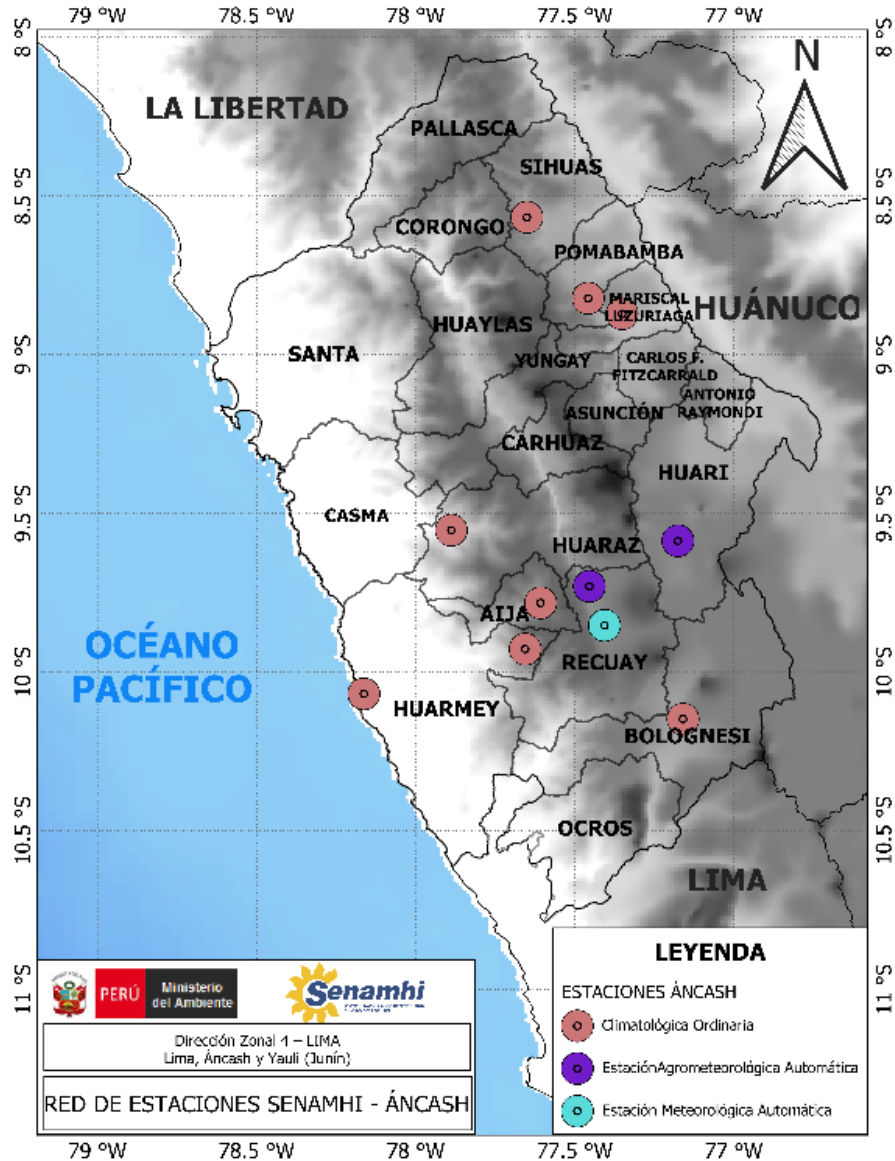 79 °W 78.5 °W 78 °W 77.5 °W 77 °W
8 °S
8.5 °S
9 °S
9.5 °S
10 °S
10.5 °S
11 °S
N
LA LIBERTAD
PALLASCA
SIHUAS
CORONGO
POMABAMBA
MARISCAL
LUZURIAGA
HUÁNUCO
HUAYLAS
SANTA
YUNGAY
CARLOS F.
FITZCARRALD
ANTONIO
RAYMONDI
ASUNCIÓN
CARHUAZ
HUARI
CASMA
HUARAZ
AIJA
OCÉANO
PACÍFICO
RECUAY
HUARMEY
BOLOGNESI
OCROS
LIMA
8 °S
8.5 °S
9 °S
9.5 °S
10 °S
10.5 °S
11 °S
PERÚ
Ministerio
del Ambiente
Senamhi
Dirección Zonal 4 – LIMA
Lima, Áncash y Yauli (Junín)
RED DE ESTACIONES SENAMHI - ÁNCASH
LEYENDA
ESTACIONES ÁNCASH
Climatológica Ordinaria
EstaciónAgrometeorológica Automática
Estación Meteorológica Automática
79 °W 78.5 °W 78 °W 77.5 °W 77 °W